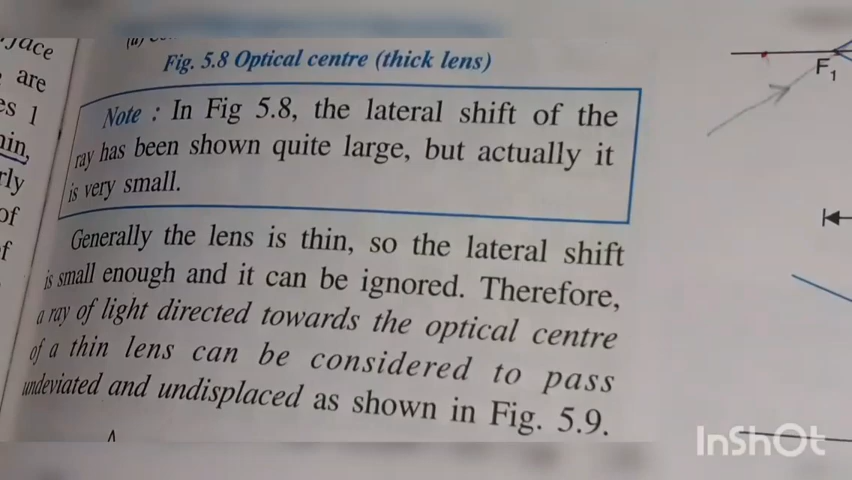 Fig. 5.8 Optical centre (thick lens)
Note : In Fig 5.8, the lateral shift of the
ray has been shown quite large, but actually it
is very small.
Generally the lens is thin, so the lateral shift
is small enough and it can be ignored. Therefore,
a ray of light directed towards the optical centre
of a thin lens can be considered to pass
undeviated and undisplaced as shown in Fig. 5.9.
are
of
F1
InShOt